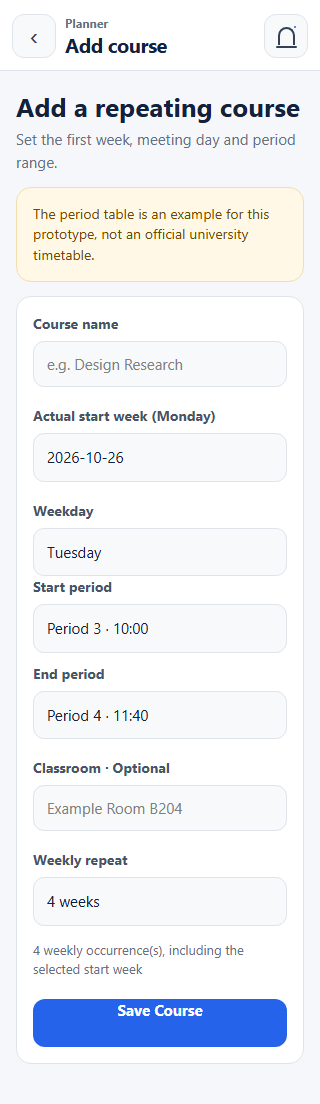 ‹
Planner
Add course
Add a repeating course
Set the first week, meeting day and period
range.
The period table is an example for this
prototype, not an official university
timetable.
Course name
e.g. Design Research
Actual start week (Monday)
2026-10-26
Weekday
Tuesday
Start period
Period 3 · 10:00
End period
Period 4 · 11:40
Classroom · Optional
Example Room B204
Weekly repeat
4 weeks
4 weekly occurrence(s), including the
selected start week
Save Course